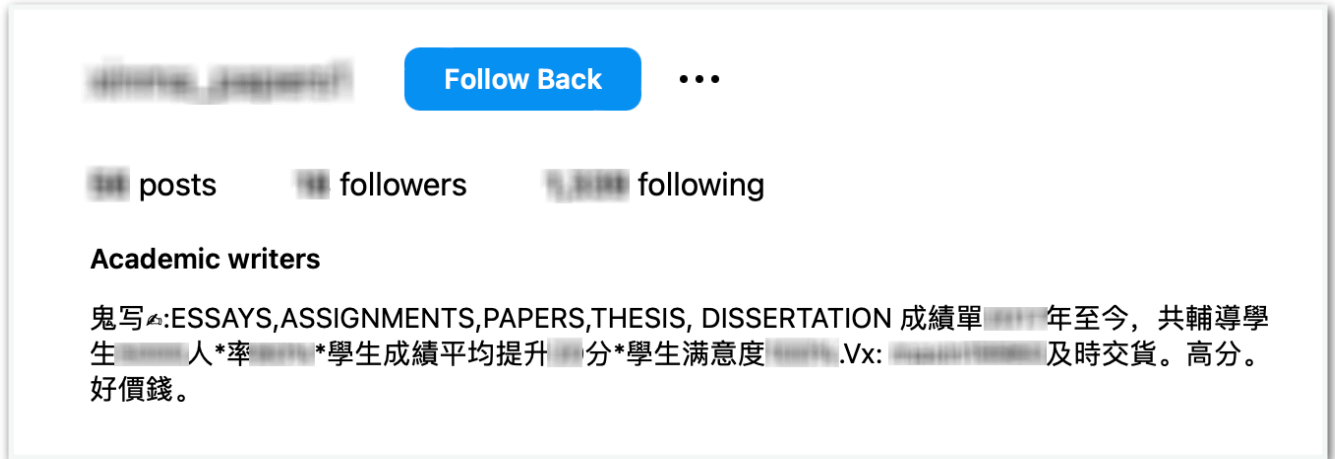 Follow Back
posts followers following
Academic writers
鬼写✍:ESSAYS,ASSIGNMENTS,PAPERS,THESIS, DISSERTATION 成績單 年至今，共輔導學
生 人*率 *學生成績平均提升 分*學生满意度 .Vx: 及時交貨。高分。
好價錢。